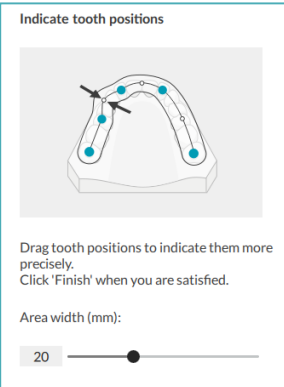 Indicate tooth positions
Drag tooth positions to indicate them more
precisely.
Click 'Finish' when you are satisfied.
Area width (mm):
20